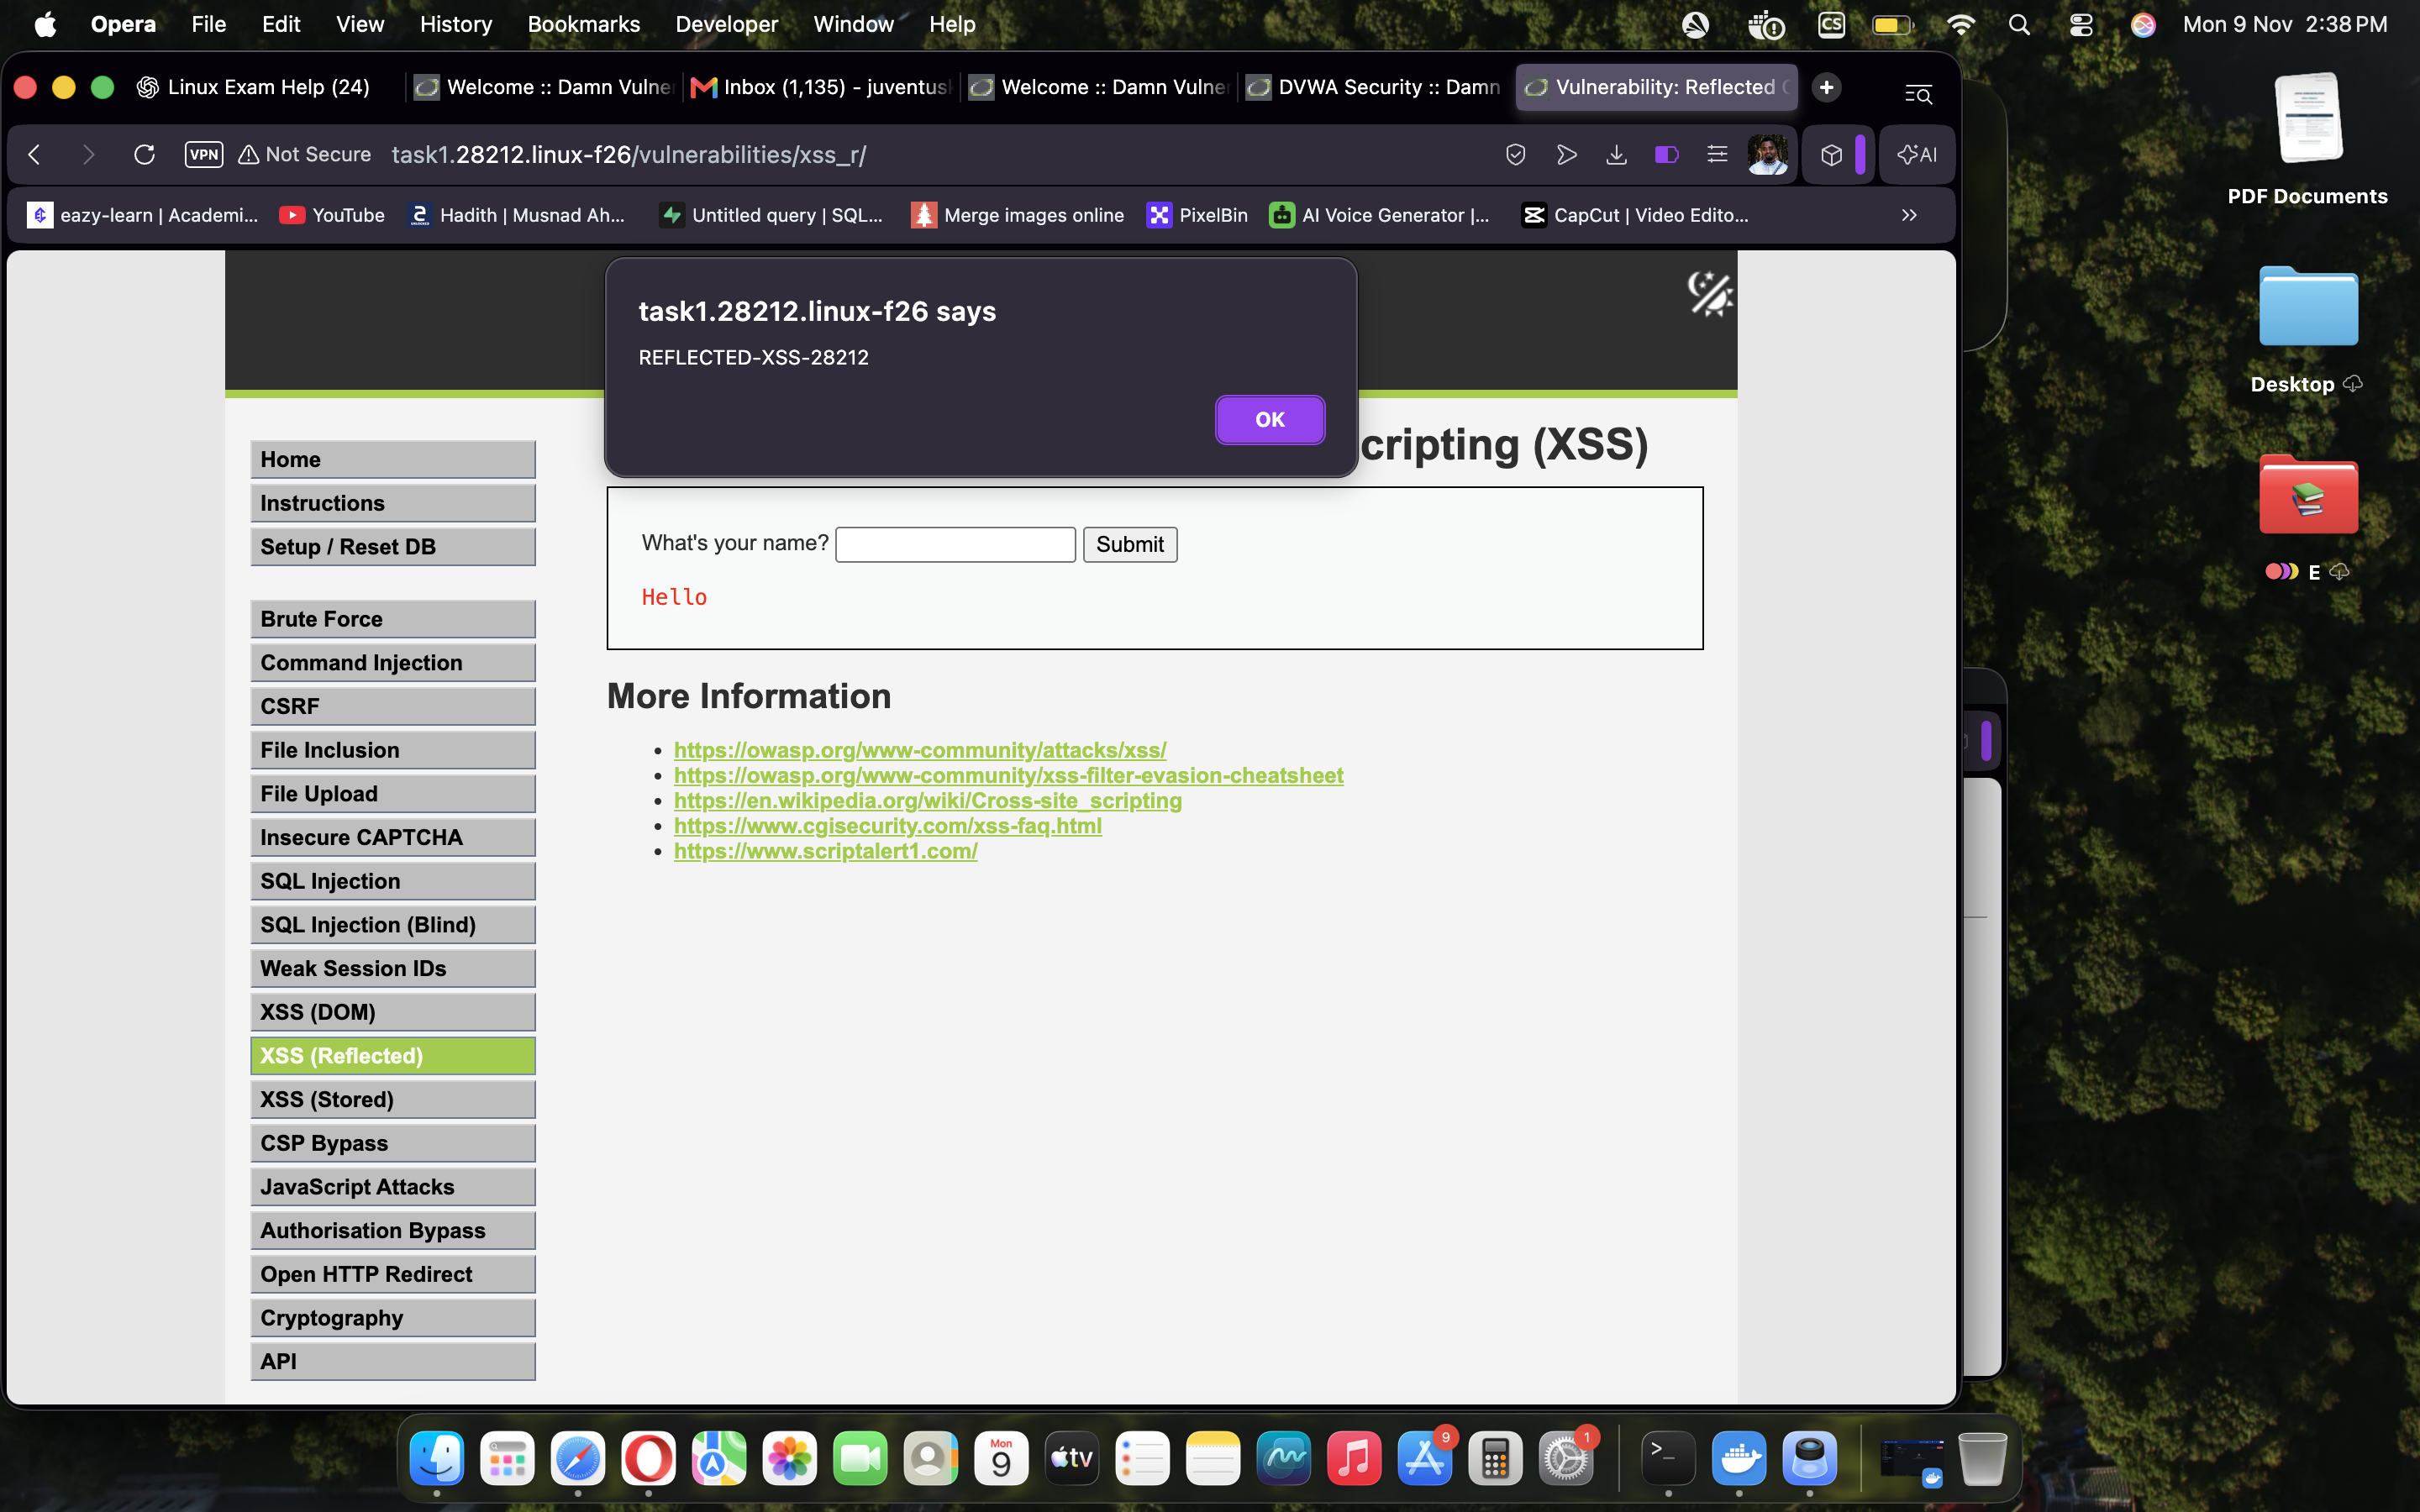 Opera File Edit View History Bookmarks Developer Window Help CS Mon 9 Nov 2:38 PM
Linux Exam Help (24) Welcome :: Damn Vulne Inbox (1,135) - juventus Welcome :: Damn Vulne DVWA Security :: Damn Vulnerability: Reflected
VPN Not Secure task1.28212.linux-f26/vulnerabilities/xss_r/ AI
eazy-learn | Academi... YouTube Hadith | Musnad Ah... Untitled query | SQL... Merge images online PixelBin AI Voice Generator |... CapCut | Video Edito...
PDF Documents
Desktop
E
task1.28212.linux-f26 says
REFLECTED-XSS-28212
OK
cripting (XSS)
What's your name? Submit
Hello
More Information
https://owasp.org/www-community/attacks/xss/
https://owasp.org/www-community/xss-filter-evasion-cheatsheet
https://en.wikipedia.org/wiki/Cross-site_scripting
https://www.cgisecurity.com/xss-faq.html
https://www.scriptalert1.com/
Home
Instructions
Setup / Reset DB
Brute Force
Command Injection
CSRF
File Inclusion
File Upload
Insecure CAPTCHA
SQL Injection
SQL Injection (Blind)
Weak Session IDs
XSS (DOM)
XSS (Reflected)
XSS (Stored)
CSP Bypass
JavaScript Attacks
Authorisation Bypass
Open HTTP Redirect
Cryptography
API
Mon
9
tv
9
1